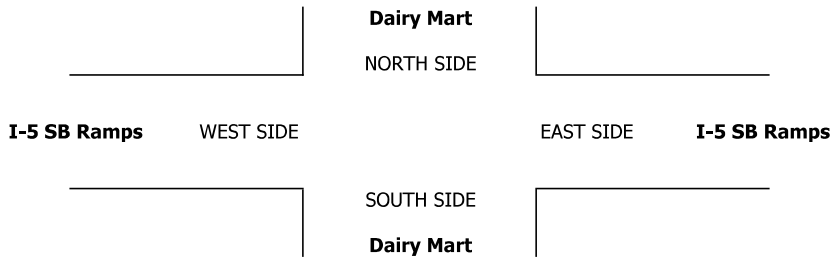 Dairy Mart
NORTH SIDE
I-5 SB Ramps WEST SIDE EAST SIDE I-5 SB Ramps
SOUTH SIDE
Dairy Mart